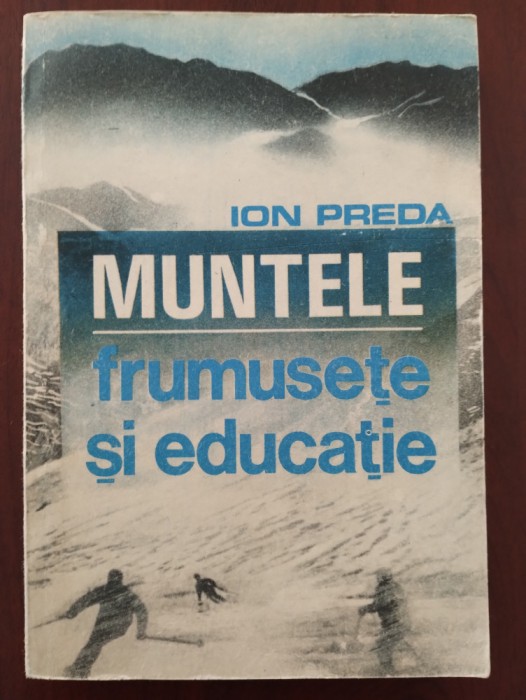 ION PREDA
MUNTELE
frumusețe
și educație